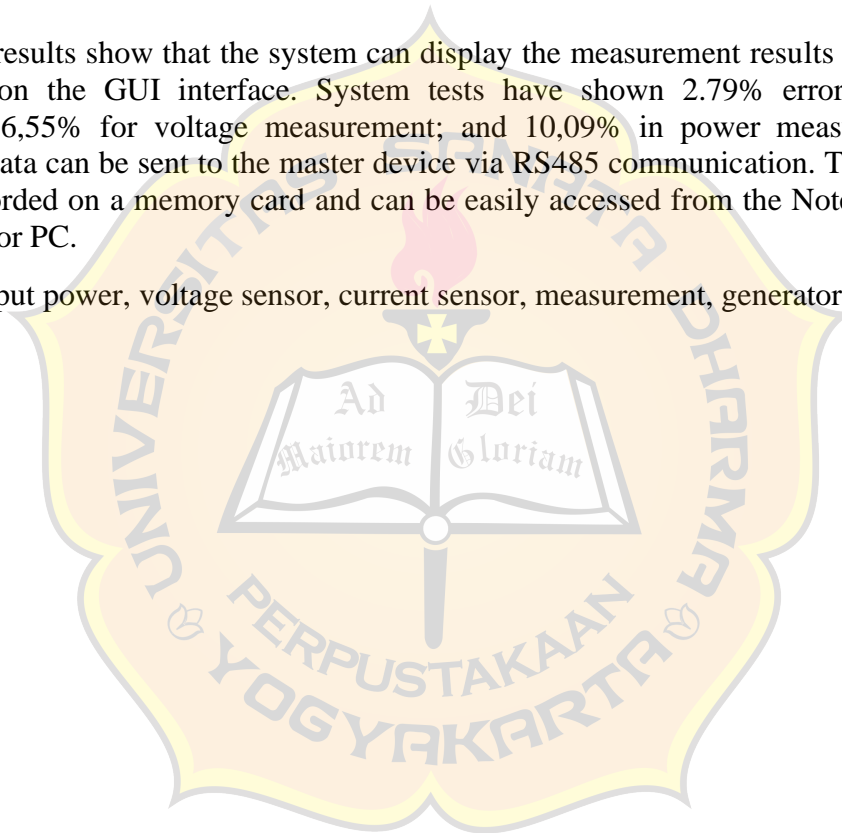 results show that the system can display the measurement results
on the GUI interface. System tests have shown 2.79% error
6,55% for voltage measurement; and 10,09% in power meas
ata can be sent to the master device via RS485 communication. T
orded on a memory card and can be easily accessed from the Note
or PC.
put power, voltage sensor, current sensor, measurement, generator
UNIVERSITAS SANATA DHARMA
Ad Dei
Maiorem Gloriam
PERPUSTAKAAN
YOGYAKARTA